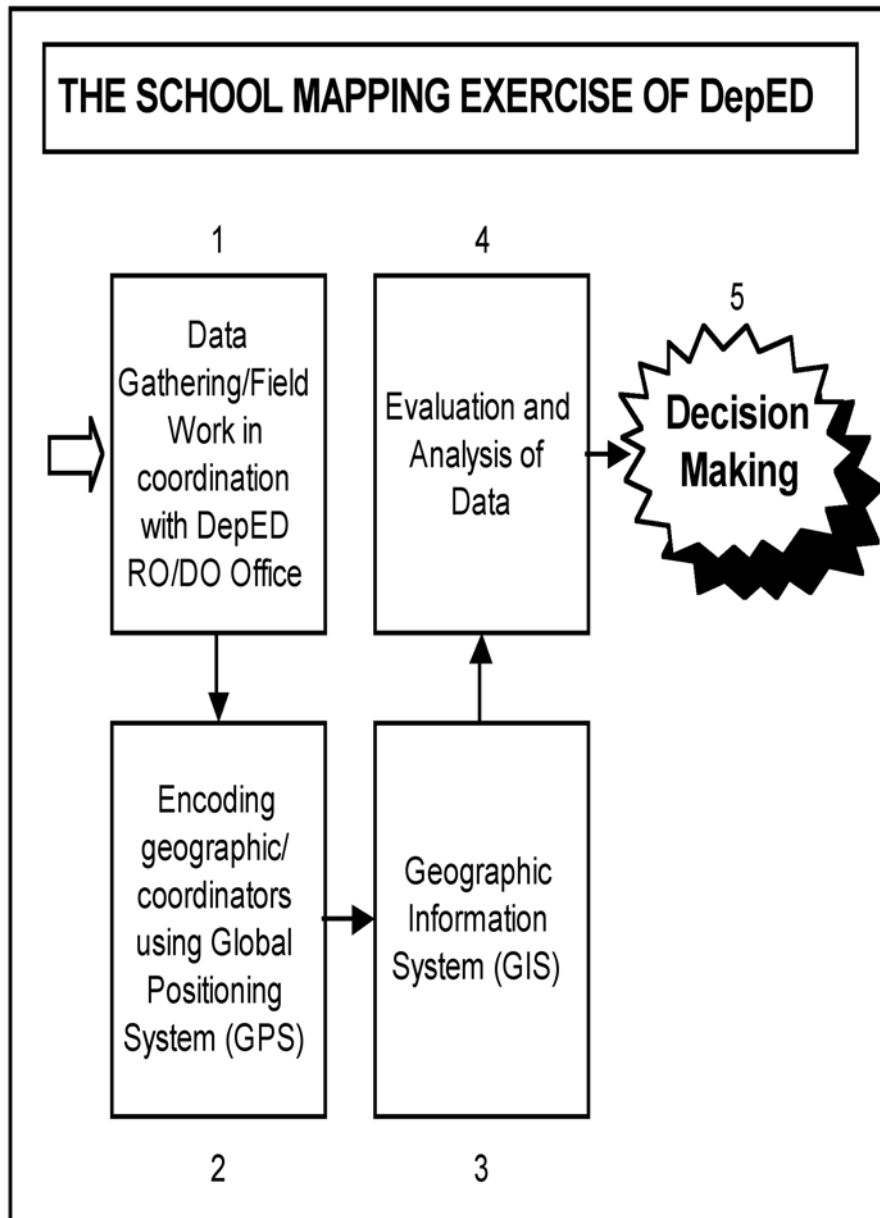 THE SCHOOL MAPPING EXERCISE OF DepED
1
Data
Gathering/Field
Work in
coordination
with DepED
RO/DO Office
2
Encoding
geographic/
coordinators
using Global
Positioning
System (GPS)
3
Geographic
Information
System (GIS)
4
Evaluation and
Analysis of
Data
5
Decision
Making